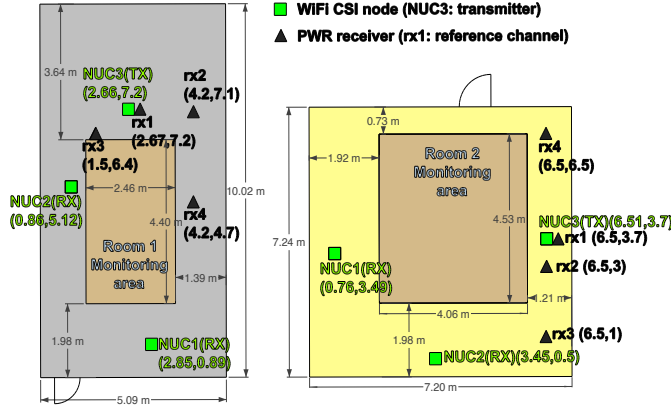 WiFi CSI node (NUC3: transmitter)
PWR receiver (rx1: reference channel)
3.64 m
NUC3(TX)
(2.66,7.2)
rx2
(4.2,7.1)
rx1
(2.67,7.2)
rx3
(1.5,6.4)
2.46 m
10.02 m
NUC2(RX)
(0.86,5.12)
4.40 m
rx4
(4.2,4.7)
Room 1
Monitoring
area
1.39 m
1.98 m
NUC1(RX)
(2.85,0.89)
5.09 m
0.73 m
1.92 m
Room 2
Monitoring
area
rx4
(6.5,6.5)
4.53 m
7.24 m
NUC3(TX)(6.51,3.7)
rx1 (6.5,3.7)
NUC1(RX)
(0.76,3.49)
rx2 (6.5,3)
1.21 m
4.06 m
1.98 m
rx3 (6.5,1)
NUC2(RX)(3.45,0.5)
7.20 m